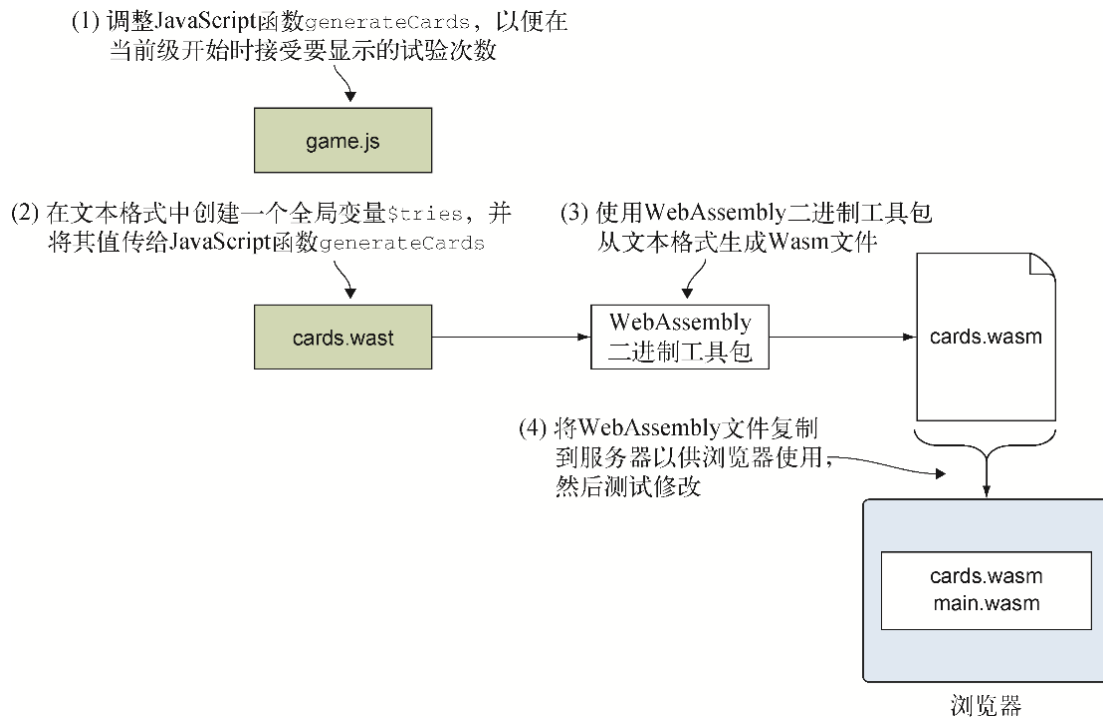 (1) 调整JavaScript函数generateCards，以便在
当前级开始时接受要显示的试验次数
game.js
(2) 在文本格式中创建一个全局变量$tries，并
将其值传给JavaScript函数generateCards
(3) 使用WebAssembly二进制工具包
从文本格式生成Wasm文件
cards.wast
WebAssembly
二进制工具包
cards.wasm
(4) 将WebAssembly文件复制
到服务器以供浏览器使用，
然后测试修改
cards.wasm
main.wasm
浏览器